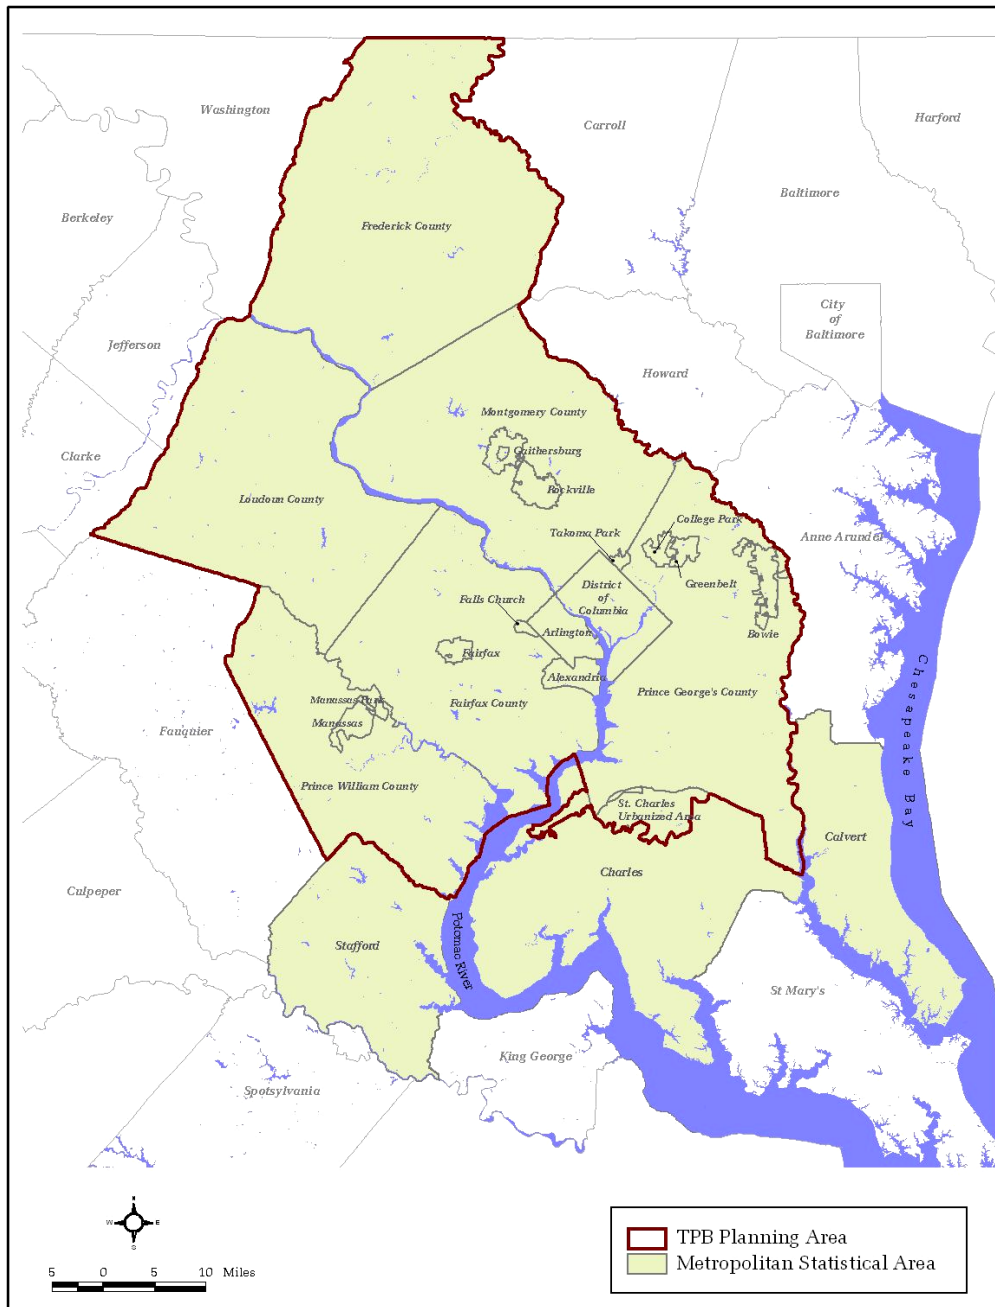 Washington
Carroll
Harford
Baltimore
Berkeley
Frederick County
City
of
Baltimore
Jefferson
Howard
Montgomery County
Gaithersburg
Clarke
Rockville
Loudoun County
College Park
Takoma Park
Anne Arundel
District
of
Columbia
Greenbelt
Falls Church
Arlington
Bowie
Fairfax
Alexandria
Prince George's County
Manassas Park
Fairfax County
Manassas
Fauquier
Chesapeake Bay
Prince William County
St. Charles
Urbanized Area
Calvert
Charles
Culpeper
Stafford
Potomac River
St Mary's
King George
Spotsylvania
N
W E
S
5 0 5 10 Miles
TPB Planning Area
Metropolitan Statistical Area